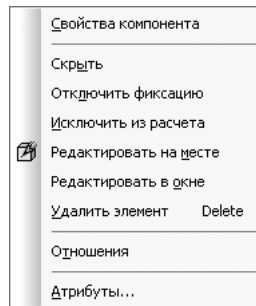 Свойства компонента
Скрыть
Отключить фиксацию
Исключить из расчета
Редактировать на месте
Редактировать в окне
Удалить элемент Delete
Отношения
Атрибуты...